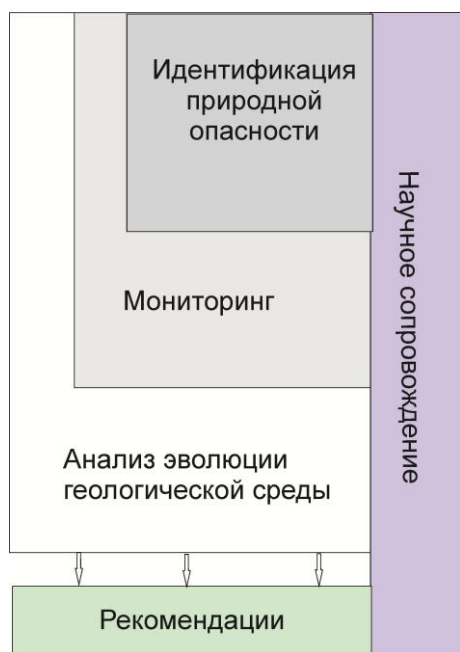 Идентификация
природной
опасности
Мониторинг
Анализ эволюции
геологической среды
Рекомендации
Научное сопровождение